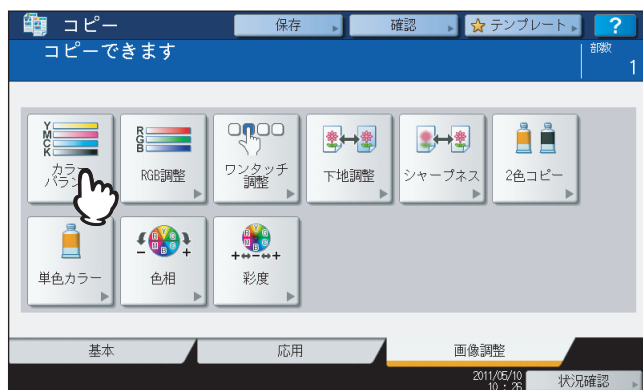 コピー
保存
確認
テンプレート
?
コピーできます
部数
1
Y
M
C
K
カラー
バラン
R
G
B
RGB調整
ワンタッチ
調整
下地調整
シャープネス
2色コピー
単色カラー
色相
彩度
基本
応用
画像調整
2011/05/10
10 : 26
状況確認